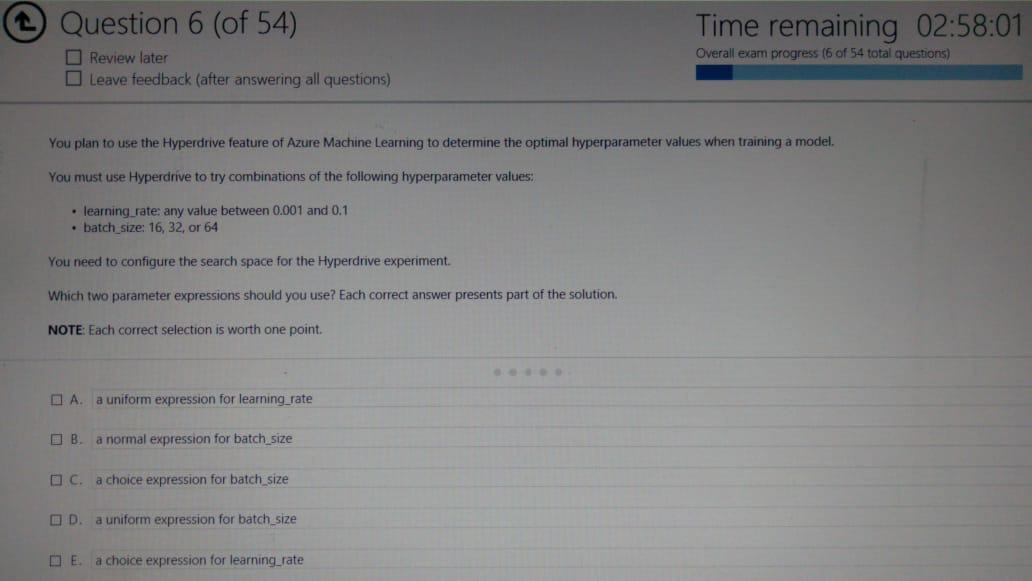 Question 6 (of 54)
Time remaining 02:58:01
Review later
Overall exam progress (6 of 54 total questions)
Leave feedback (after answering all questions)
You plan to use the Hyperdrive feature of Azure Machine Learning to determine the optimal hyperparameter values when training a model.
You must use Hyperdrive to try combinations of the following hyperparameter values:
• learning_rate: any value between 0.001 and 0.1
• batch_size: 16, 32, or 64
You need to configure the search space for the Hyperdrive experiment.
Which two parameter expressions should you use? Each correct answer presents part of the solution.
NOTE: Each correct selection is worth one point.
A. a uniform expression for learning_rate
B. a normal expression for batch_size
C. a choice expression for batch_size
D. a uniform expression for batch_size
E. a choice expression for learning_rate